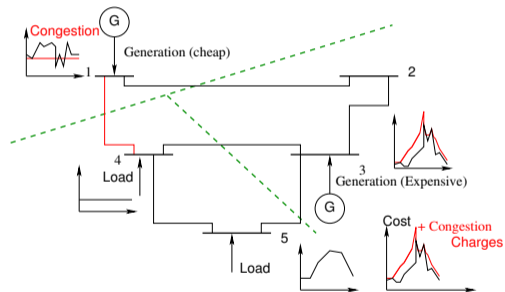 G
Congestion
Generation (cheap)
1
2
4
3
Load
Generation (Expensive)
G
Cost
+ Congestion
Charges
5
Load